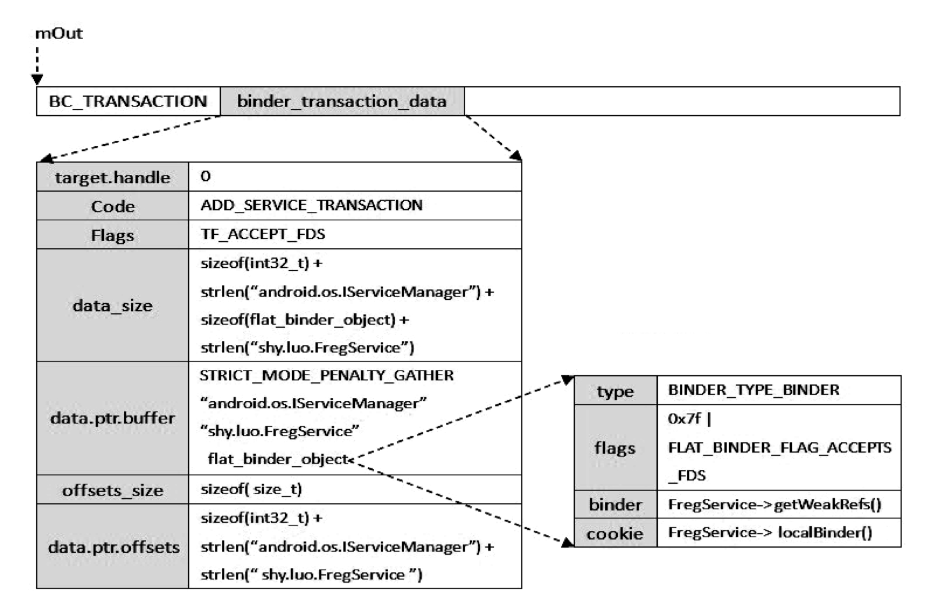 mOut
BC_TRANSACTION binder_transaction_data
target.handle 0
Code ADD_SERVICE_TRANSACTION
Flags TF_ACCEPT_FDS
data_size
sizeof(int32_t) +
strlen(“android.os.IServiceManager”) +
sizeof(flat_binder_object) +
strlen(“shy.luo.FregService”)
data.ptr.buffer
STRICT_MODE_PENALTY_GATHER
“android.os.IServiceManager”
“shy.luo.FregService”
flat_binder_object
offsets_size sizeof( size_t)
data.ptr.offsets
sizeof(int32_t) +
strlen(“android.os.IServiceManager”) +
strlen(“ shy.luo.FregService ”)
type BINDER_TYPE_BINDER
flags
0x7f |
FLAT_BINDER_FLAG_ACCEPTS
_FDS
binder FregService->getWeakRefs()
cookie FregService-> localBinder()